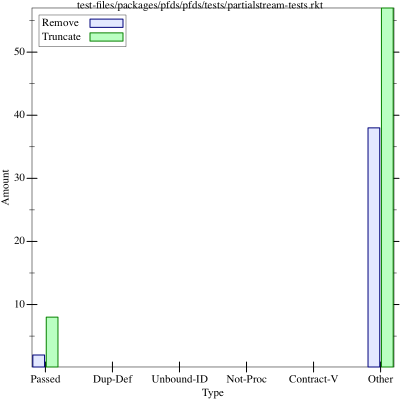 test-files/packages/pfds/pfds/tests/partialstream-tests.rkt
Remove
Truncate
50
40
30
20
10
Amount
Passed Dup-Def Unbound-ID Not-Proc Contract-V Other
Type